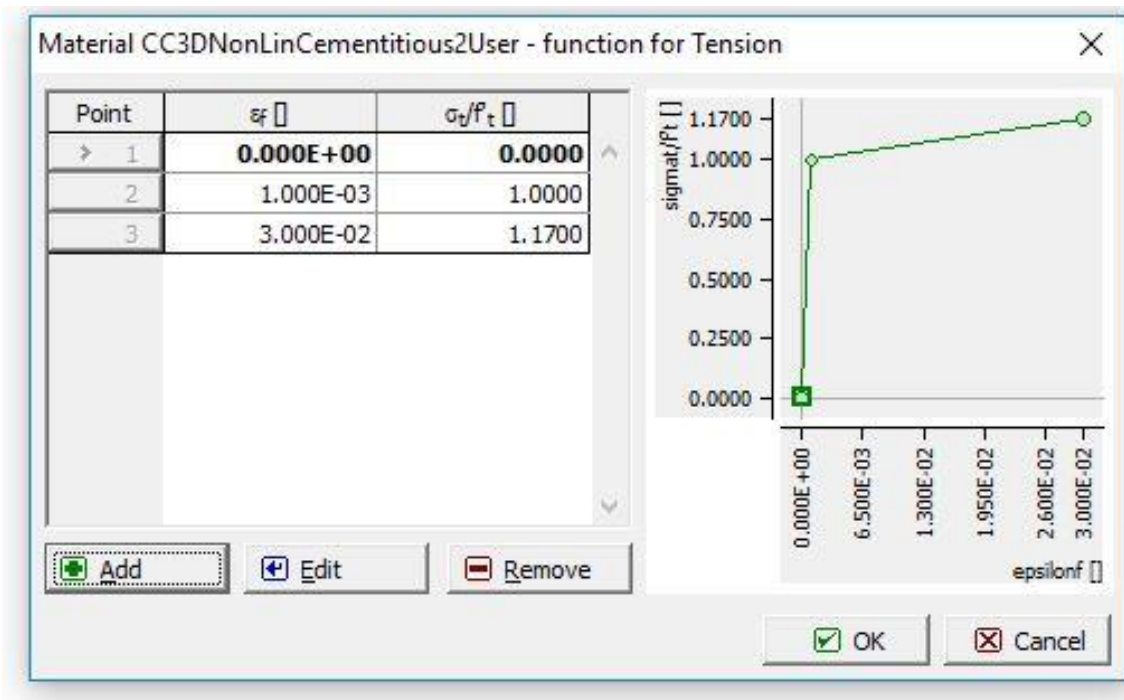 Material CC3DNonLinCementitious2User - function for Tension
Point εf [] σt/f't []
1 0.000E+00 0.0000
2 1.000E-03 1.0000
3 3.000E-02 1.1700
sigmat/f't []
1.1700
1.0000
0.7500
0.5000
0.2500
0.0000
0.000E+00
6.500E-03
1.300E-02
1.950E-02
2.600E-02
3.000E-02
epsilonf []
Add Edit Remove
OK Cancel